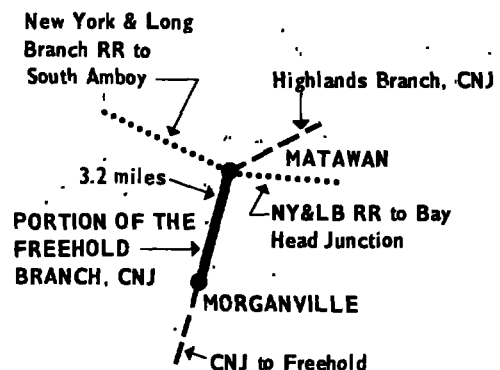 New York & Long
Branch RR to
South Amboy
Highlands Branch, CNJ
MATAWAN
3.2 miles
NY&LB RR to Bay
Head Junction
PORTION OF THE
FREEHOLD
BRANCH, CNJ
MORGANVILLE
CNJ to Freehold